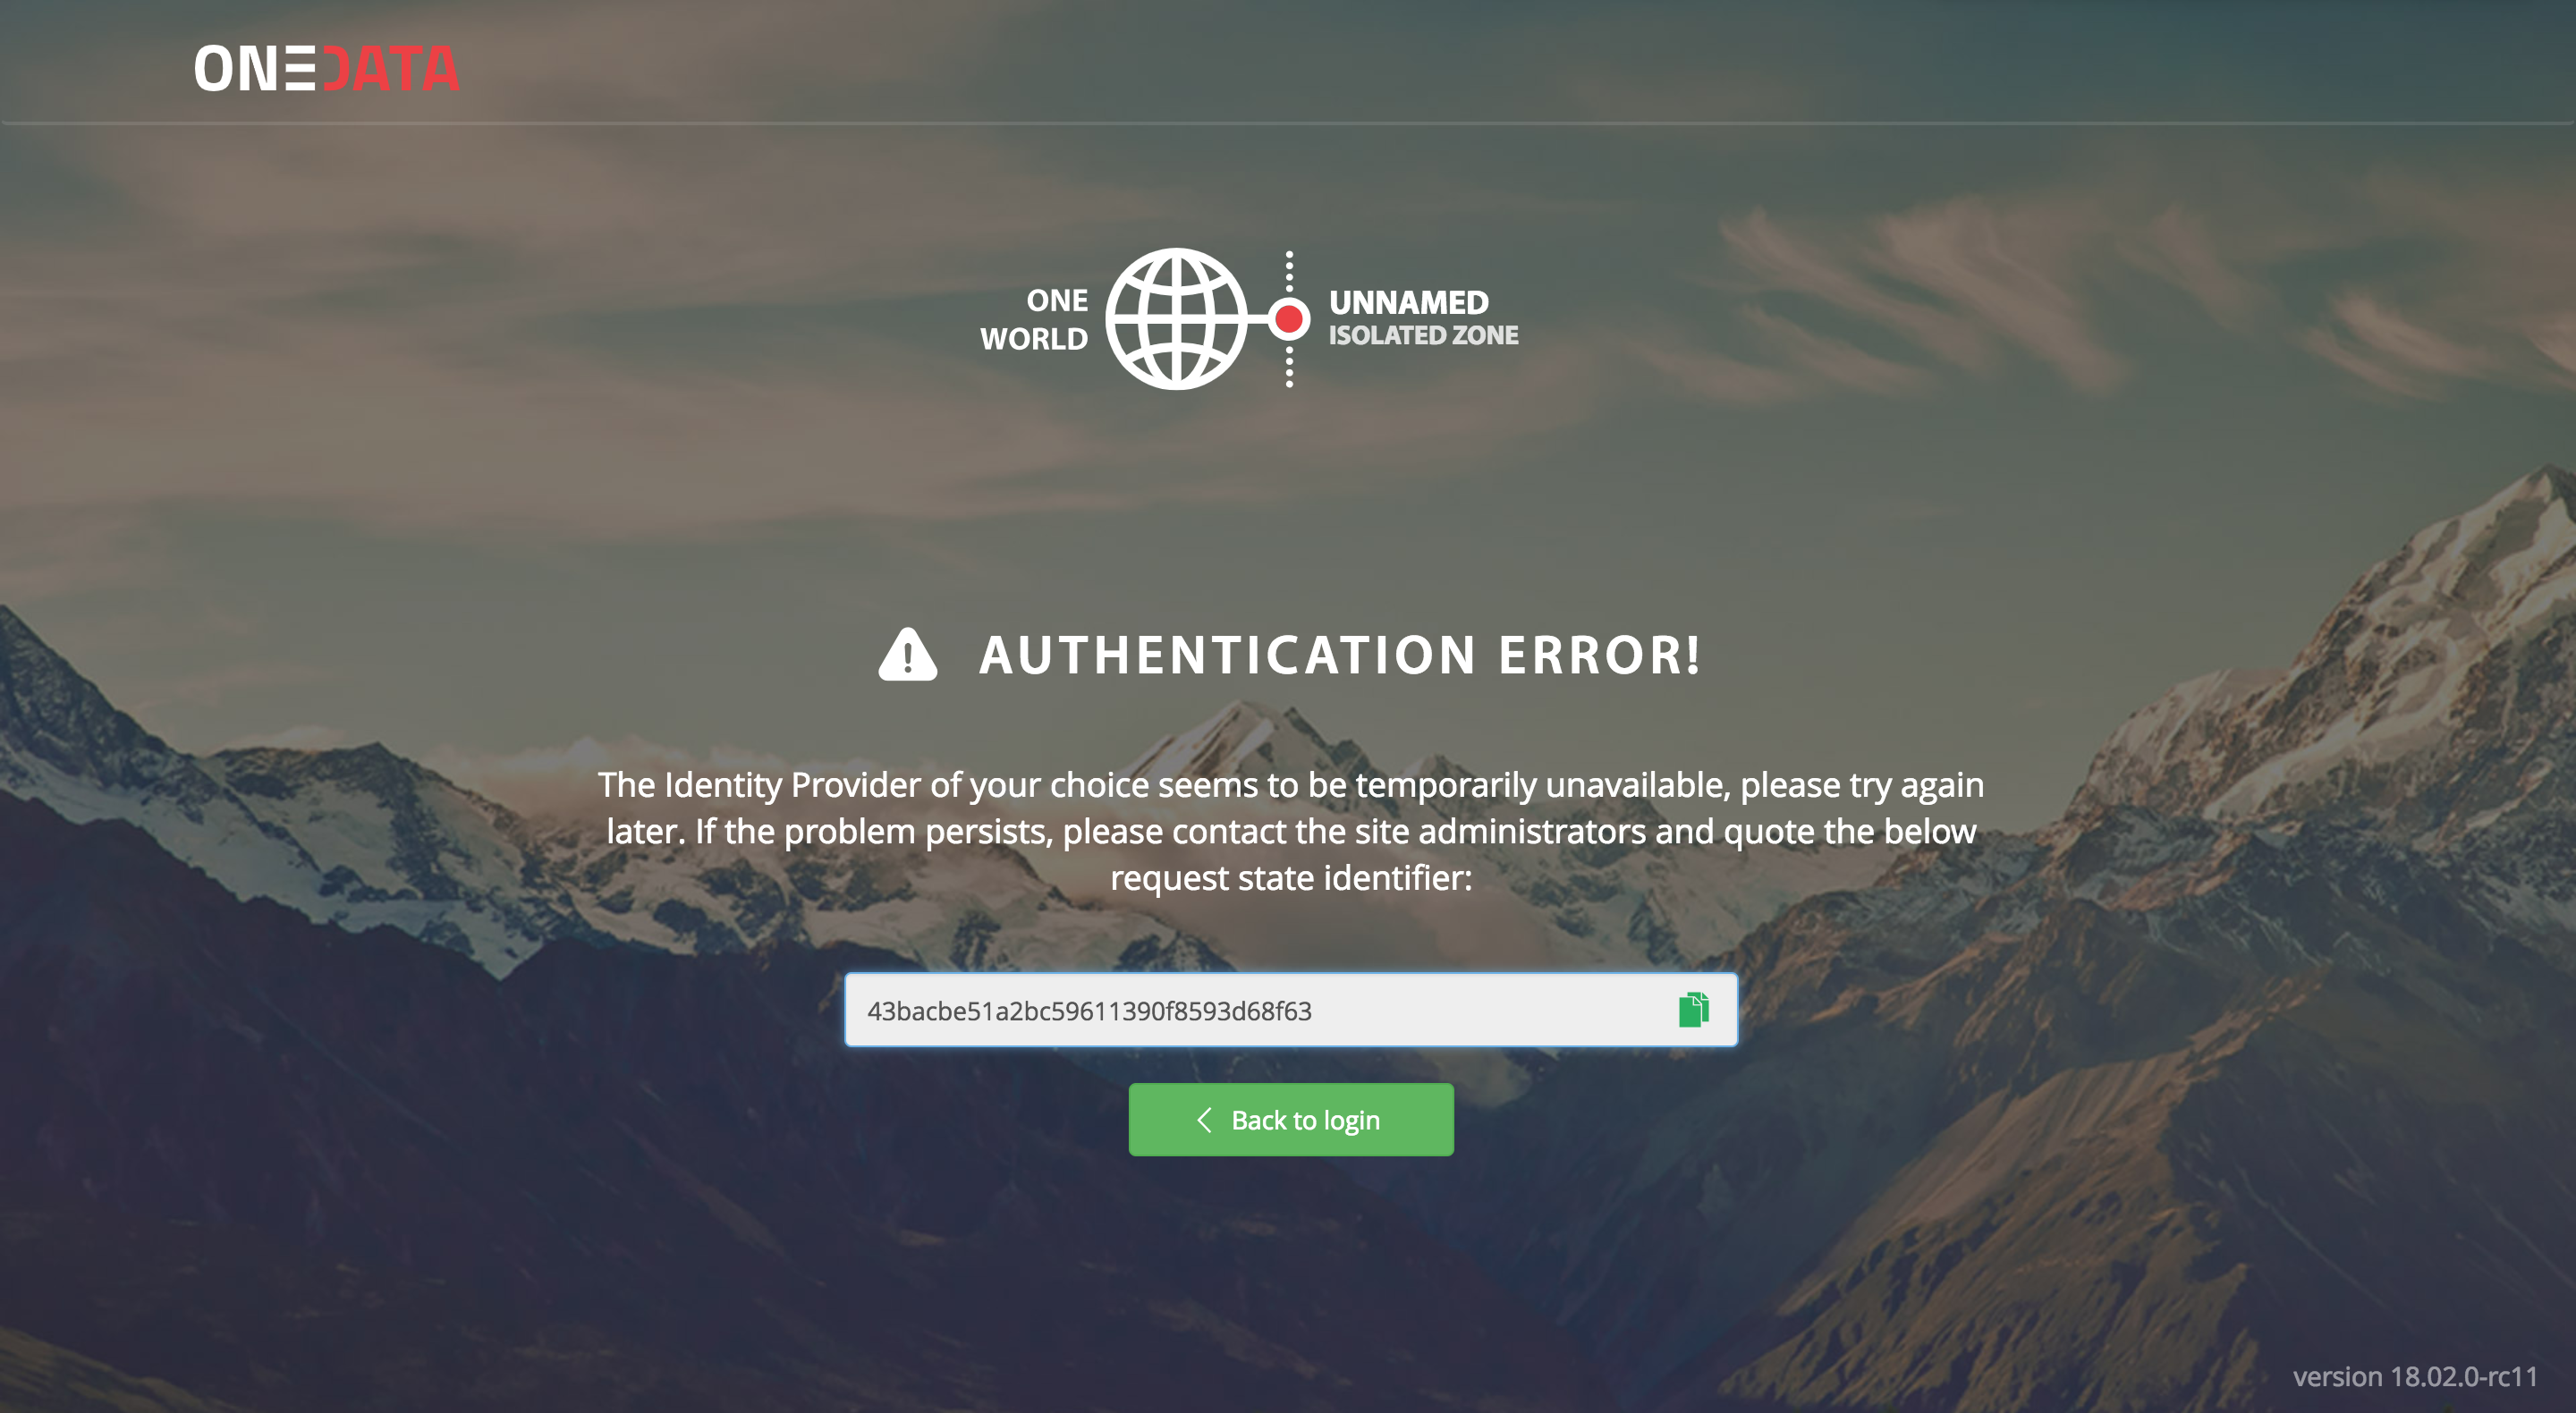 ONEDATA
ONE
WORLD
UNNAMED
ISOLATED ZONE
AUTHENTICATION ERROR!
The Identity Provider of your choice seems to be temporarily unavailable, please try again
later. If the problem persists, please contact the site administrators and quote the below
request state identifier:
43bacbe51a2bc59611390f8593d68f63
Back to login
version 18.02.0-rc11